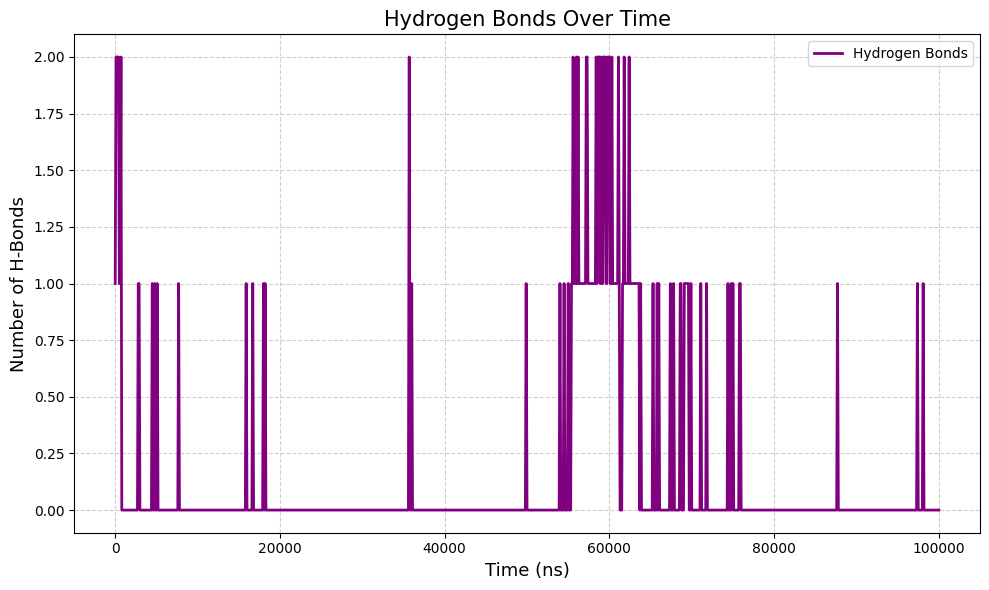 Hydrogen Bonds Over Time
Hydrogen Bonds
Number of H-Bonds
2.00
1.75
1.50
1.25
1.00
0.75
0.50
0.25
0.00
0 20000 40000 60000 80000 100000
Time (ns)